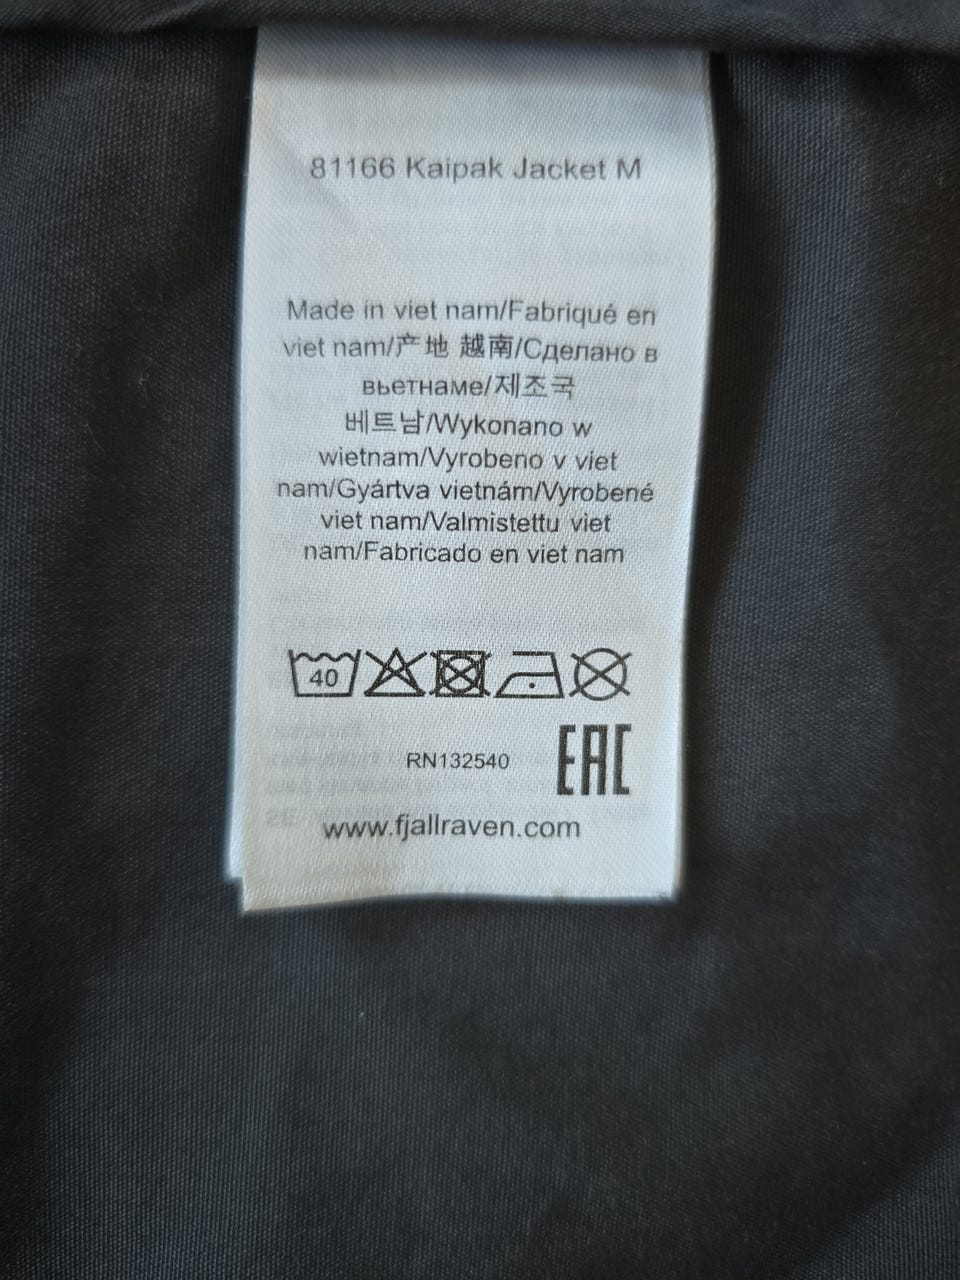 81166 Kaipak Jacket M
Made in viet nam/Fabriqué en
viet nam/产地 越南/Сделано в
вьетнаме/제조국
베트남/Wykonano w
wietnam/Vyrobeno v viet
nam/Gyártva vietnám/Vyrobené
viet nam/Valmistettu viet
nam/Fabricado en viet nam
40
RN132540
EAC
www.fjallraven.com